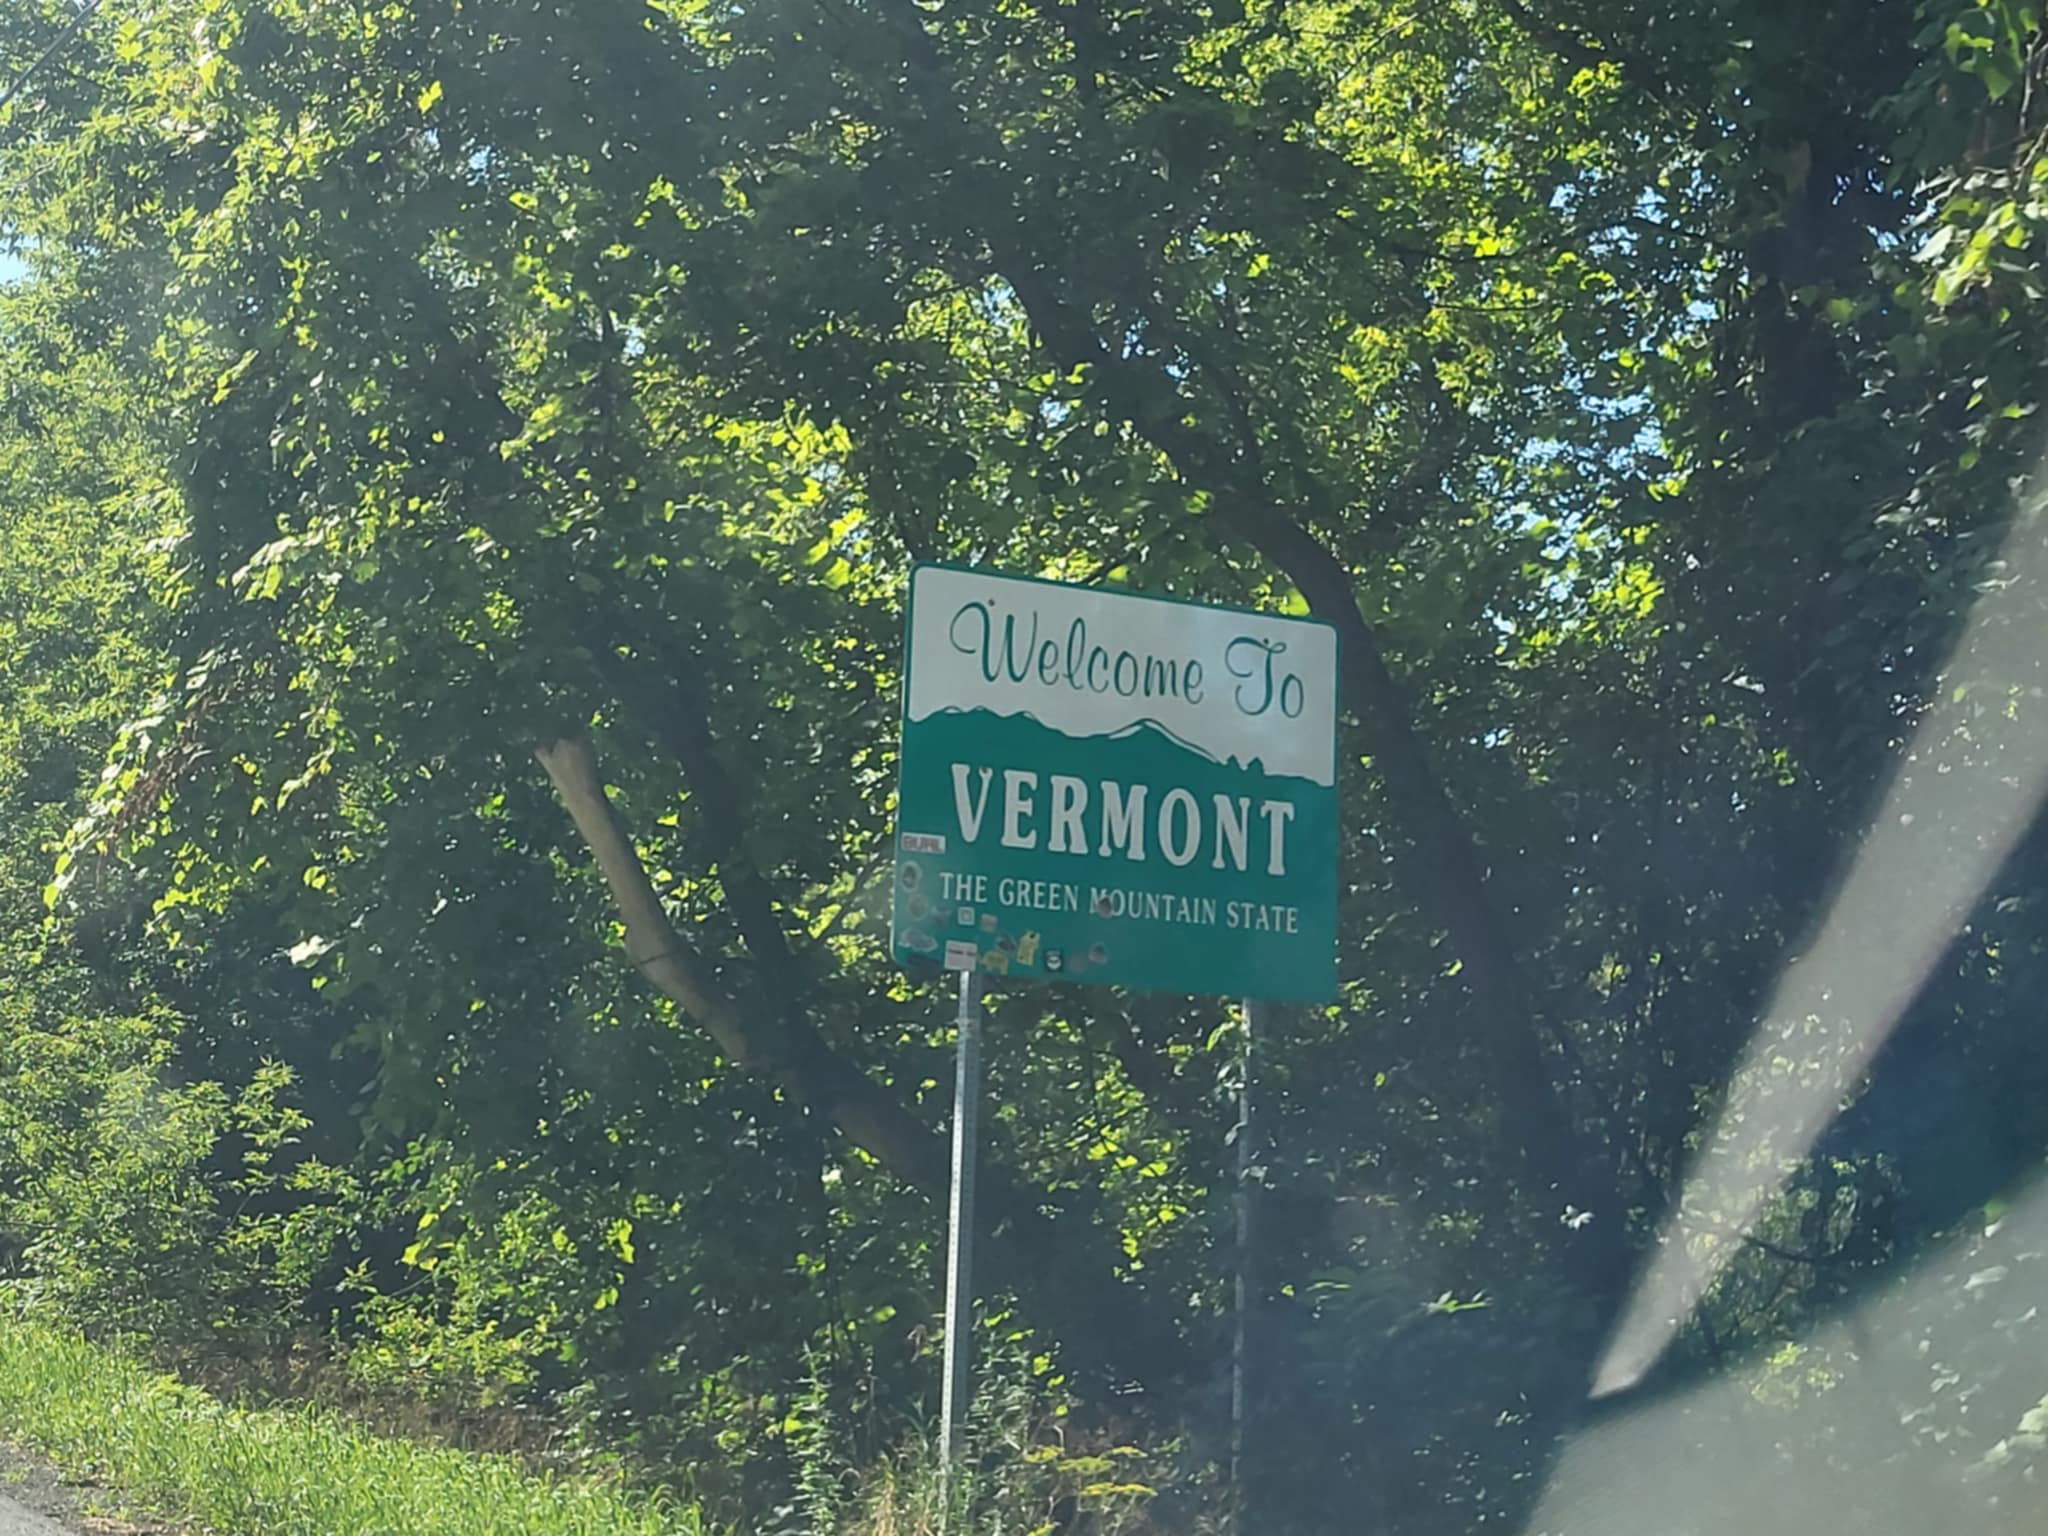 Welcome To
VERMONT
THE GREEN MOUNTAIN STATE